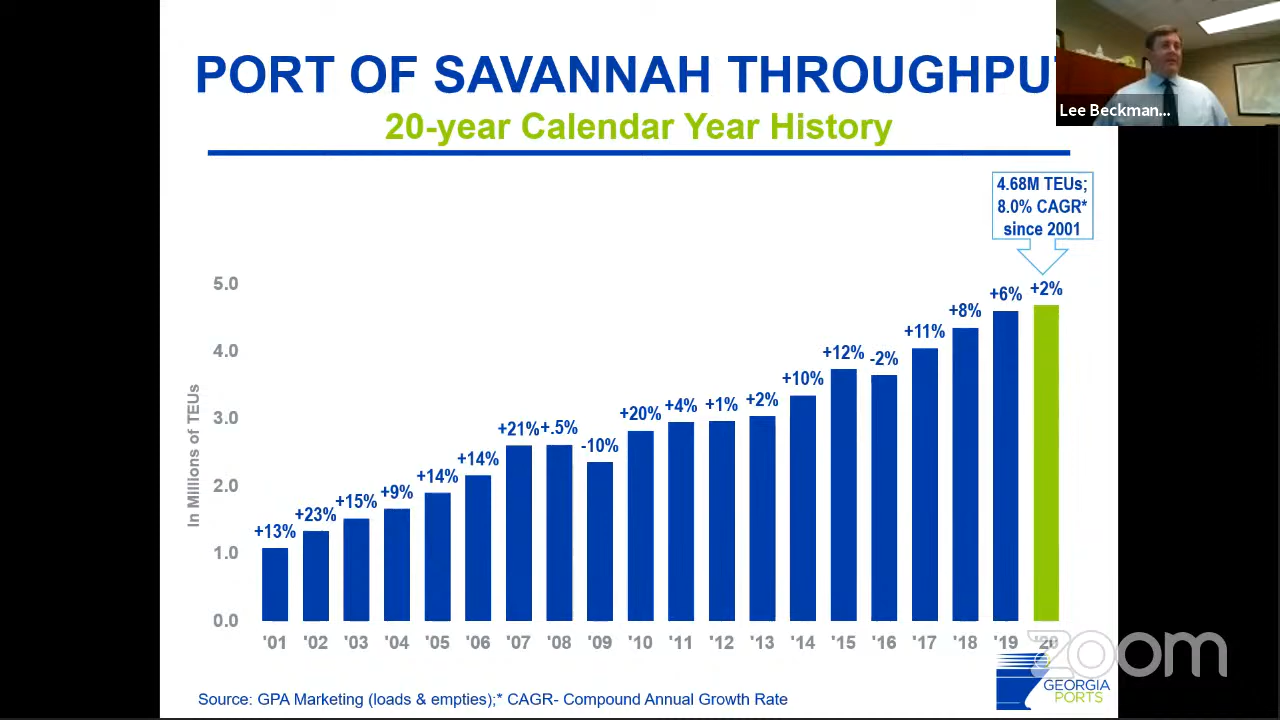 PORT OF SAVANNAH THROUGHPU
Lee Beckman...
20-year Calendar Year History
4.68M TEUs;
8.0% CAGR*
since 2001
In Millions of TEUs
5.0
4.0
3.0
2.0
1.0
0.0
+13%
+23%
+15%
+9%
+14%
+14%
+21%
+.5%
-10%
+20%
+4%
+1%
+2%
+10%
+12%
-2%
+11%
+8%
+6%
+2%
'01 '02 '03 '04 '05 '06 '07 '08 '09 '10 '11 '12 '13 '14 '15 '16 '17 '18 '19 '20
zoom
GEORGIA
PORTS
Source: GPA Marketing (loads & empties);* CAGR- Compound Annual Growth Rate